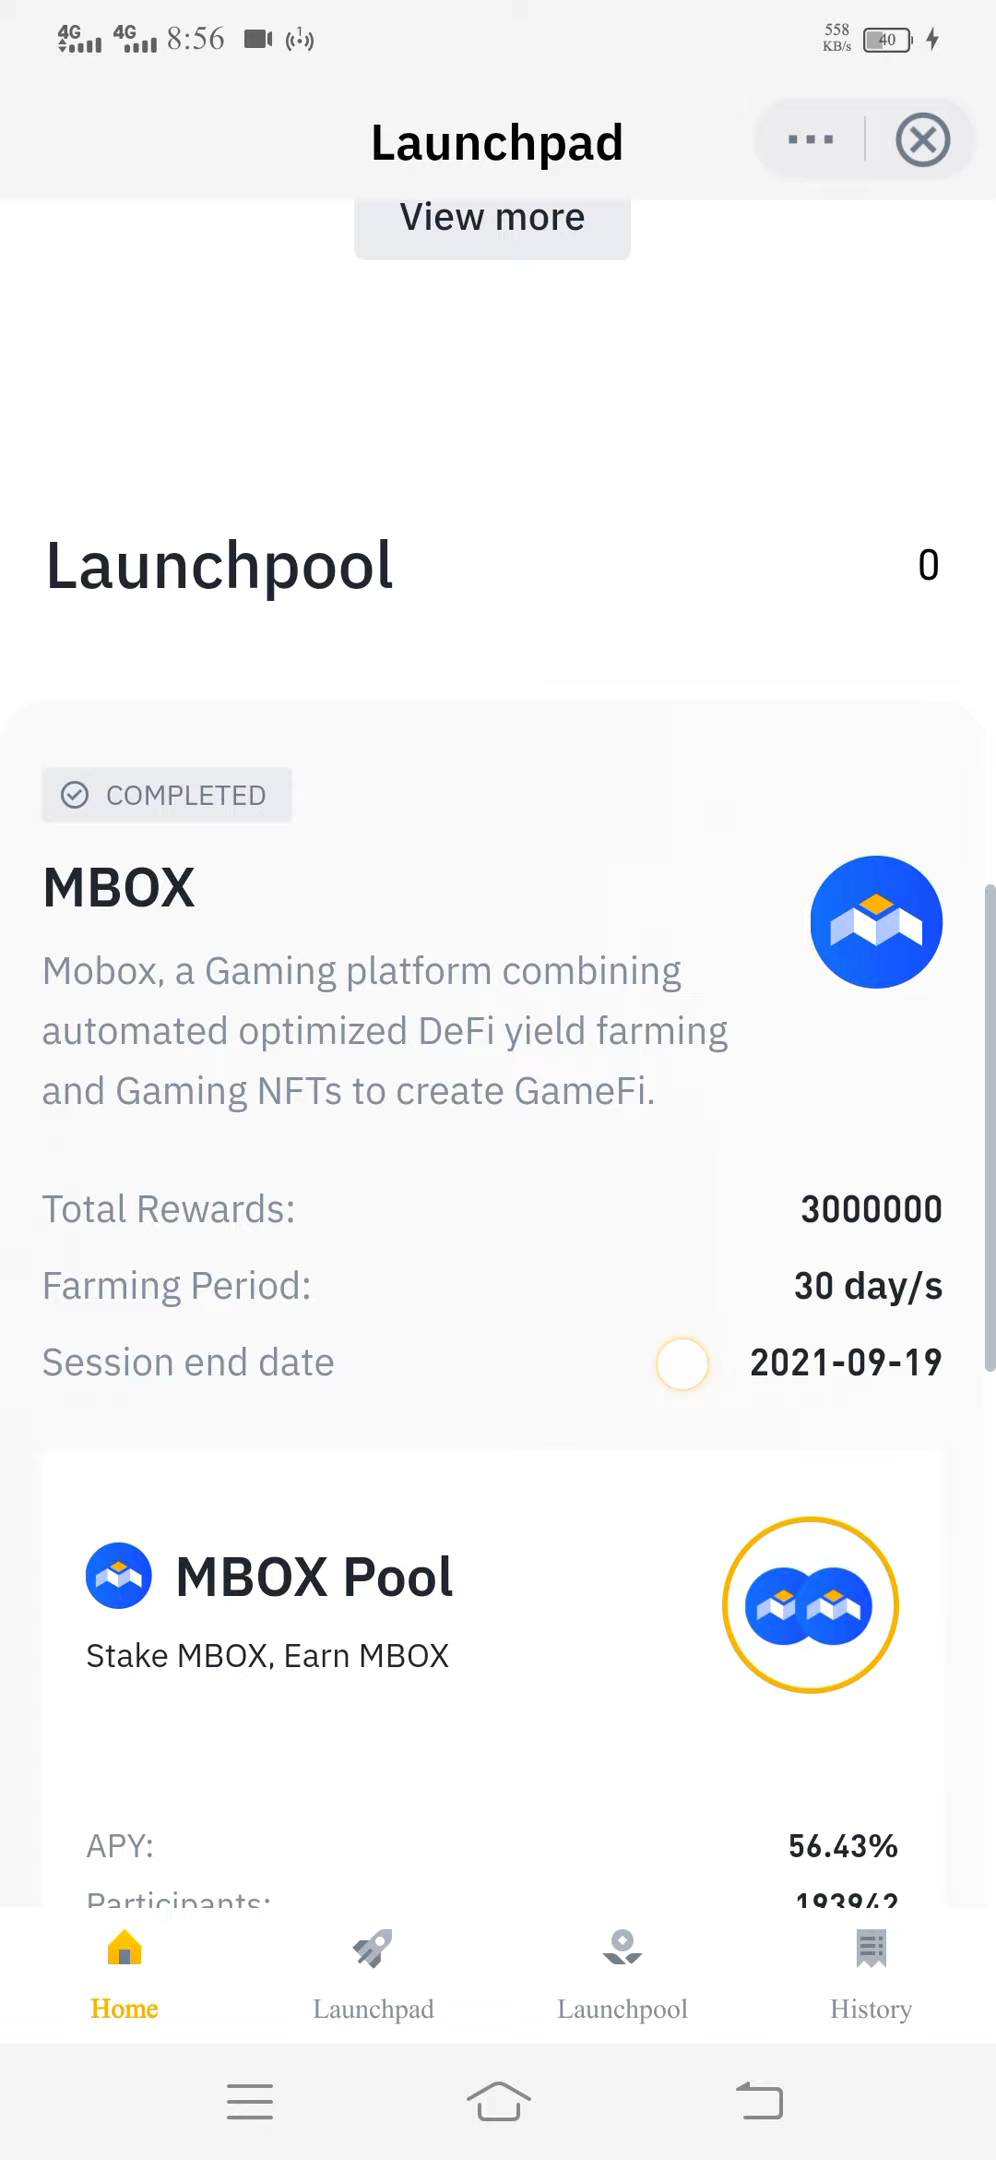 4G 4G 8:56 558 KB/s 40
Launchpad
View more
Launchpool 0
COMPLETED
MBOX
Mobox, a Gaming platform combining
automated optimized DeFi yield farming
and Gaming NFTs to create GameFi.
Total Rewards: 3000000
Farming Period: 30 day/s
Session end date 2021-09-19
MBOX Pool
Stake MBOX, Earn MBOX
APY: 56.43%
Participants: 193942
Home Launchpad Launchpool History